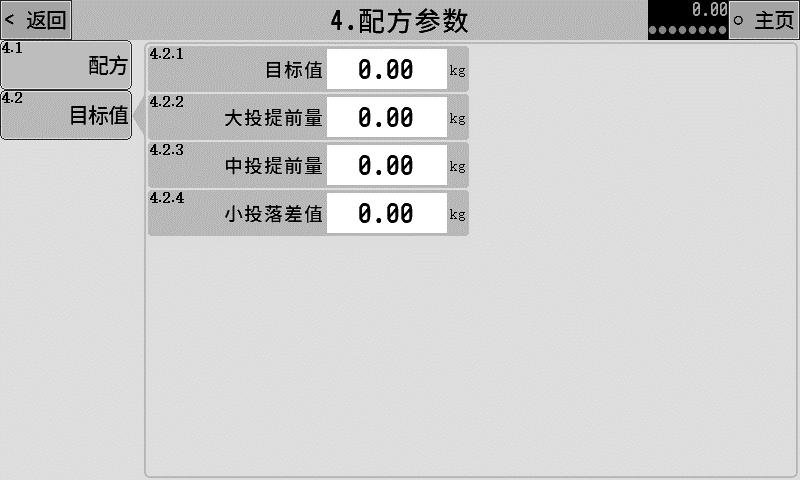 < 返回
4.配方参数
0.00
○ 主页
4.1
配方
4.2
目标值
4.2.1
目标值 0.00 kg
4.2.2
大投提前量 0.00 kg
4.2.3
中投提前量 0.00 kg
4.2.4
小投落差值 0.00 kg